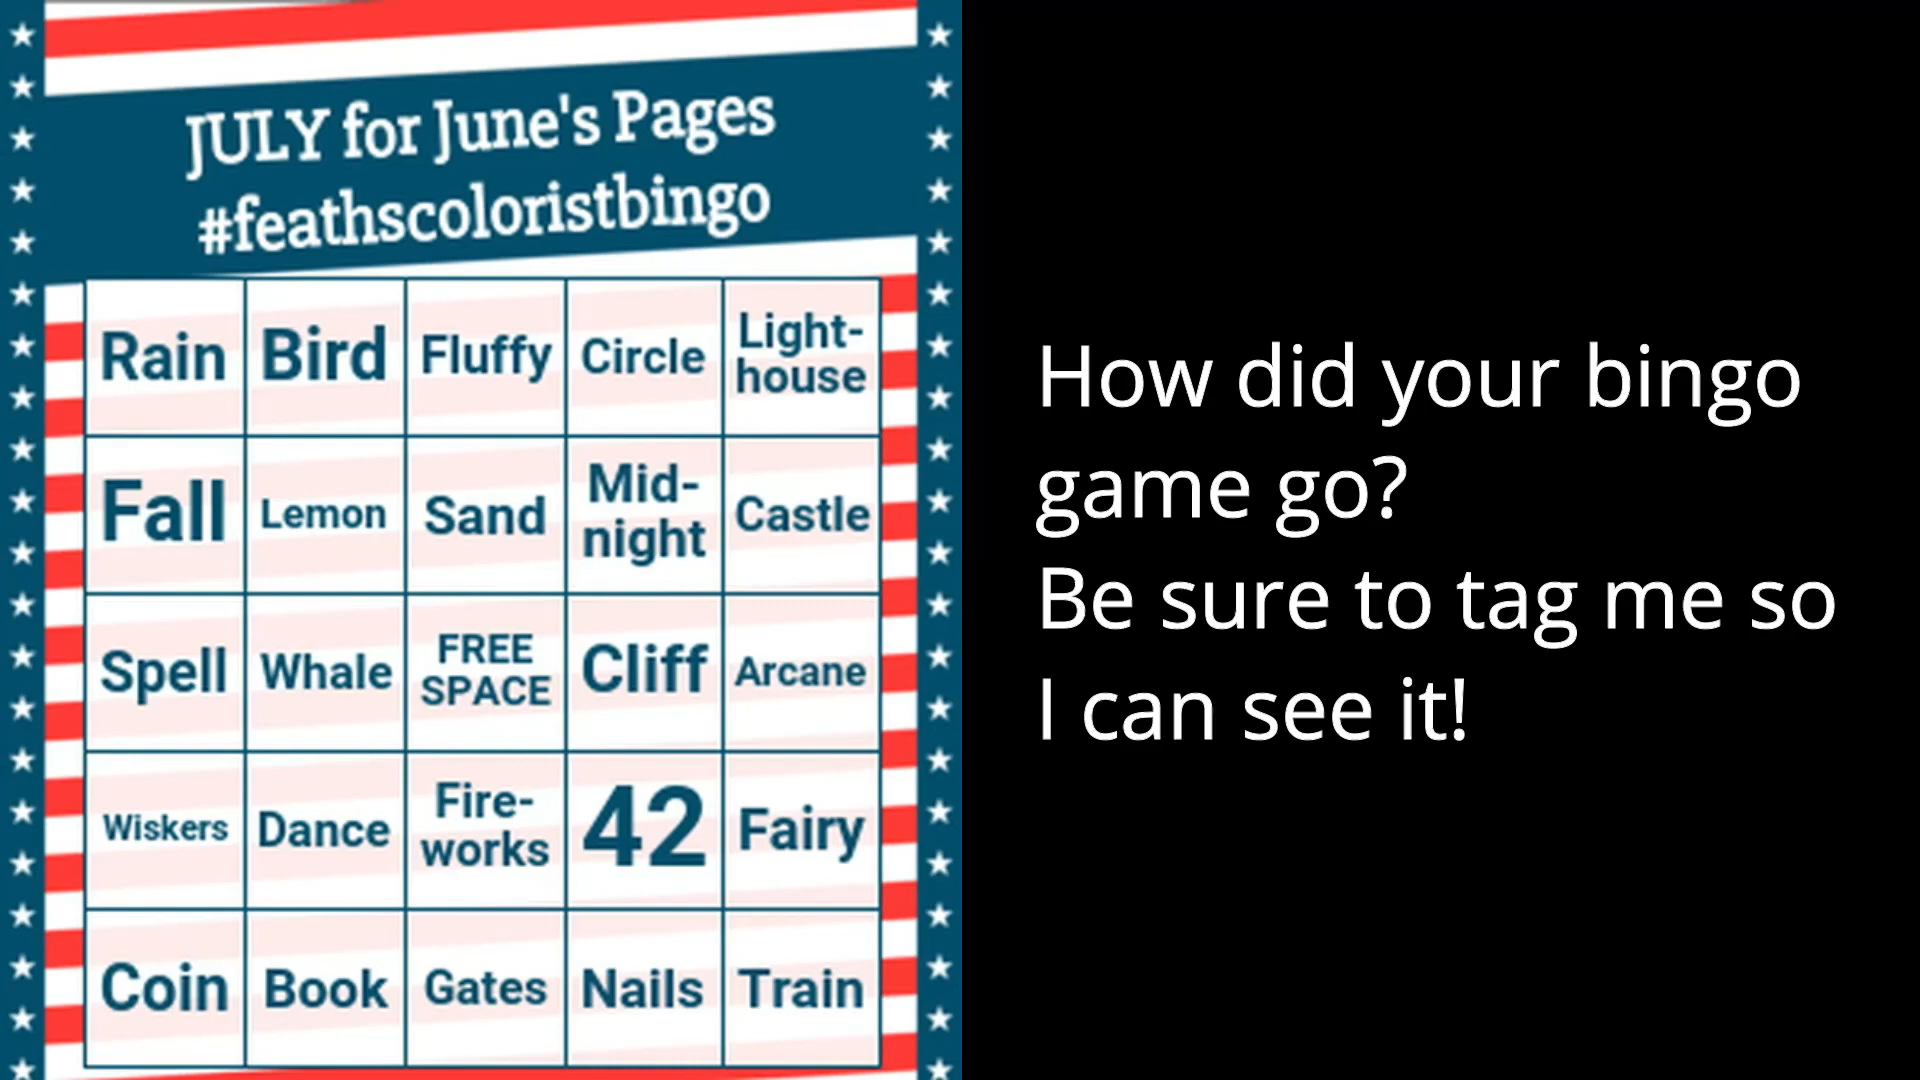 JULY for June's Pages
#feathscoloristbingo
Rain Bird Fluffy Circle Light-
house
Fall Lemon Sand Mid-
night Castle
Spell Whale FREE
SPACE Cliff Arcane
Wiskers Dance Fire-
works 42 Fairy
Coin Book Gates Nails Train
How did your bingo
game go?
Be sure to tag me so
I can see it!